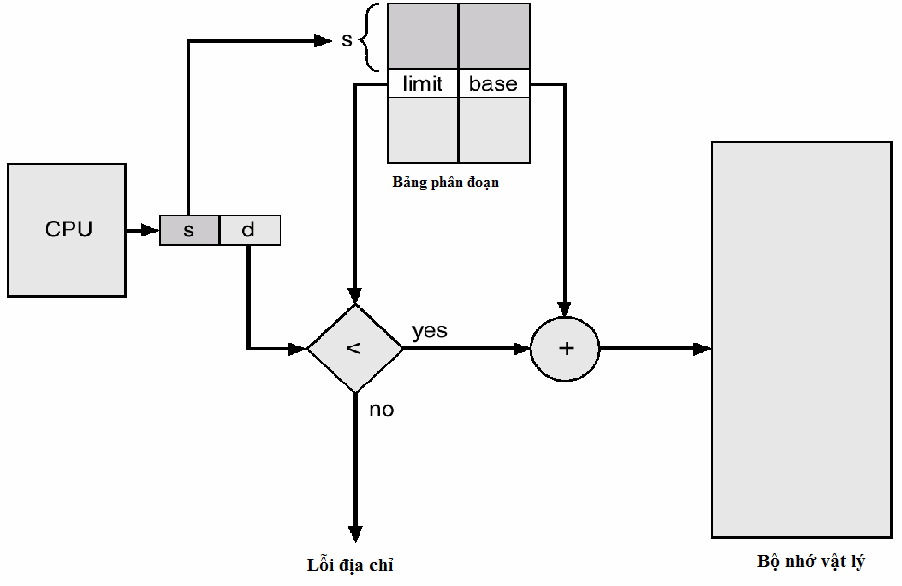 s
limit base
Bảng phân đoạn
CPU
s d
< yes +
no
Lỗi địa chỉ
Bộ nhớ vật lý